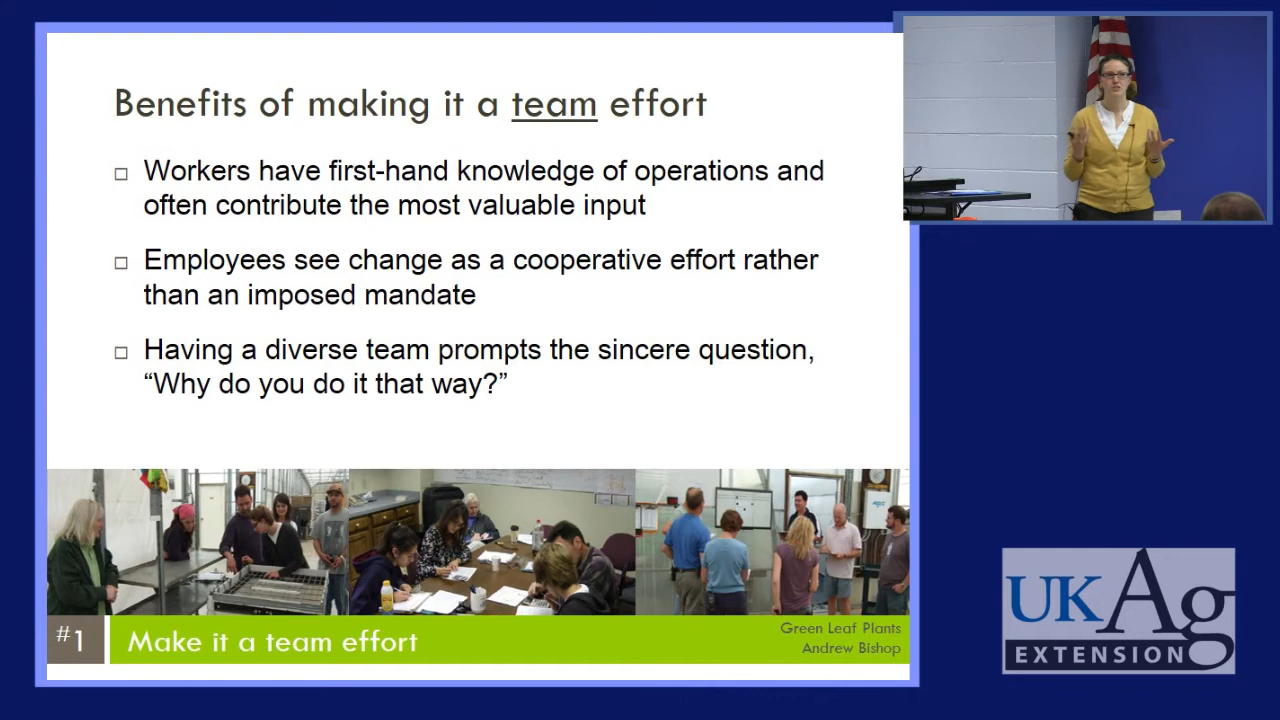 Benefits of making it a team effort
□ Workers have first-hand knowledge of operations and
often contribute the most valuable input
□ Employees see change as a cooperative effort rather
than an imposed mandate
□ Having a diverse team prompts the sincere question,
“Why do you do it that way?”
#1
Make it a team effort
Green Leaf Plants
Andrew Bishop
UK Ag
EXTENSION